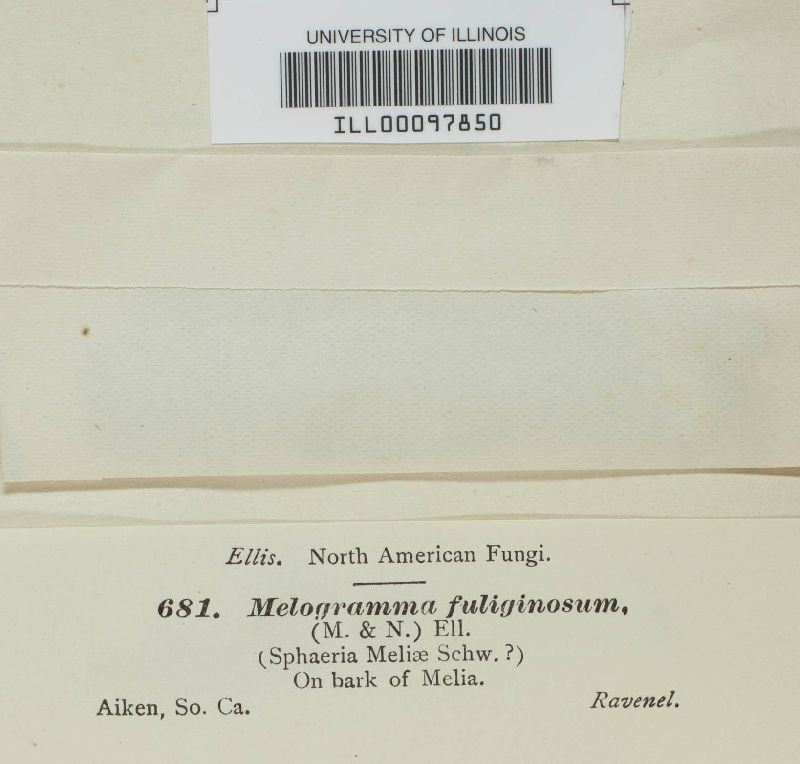 UNIVERSITY OF ILLINOIS
ILL00097850
Ellis. North American Fungi.
681. Melogramma fuliginosum,
(M. & N.) Ell.
(Sphaeria Meliæ Schw. ?)
On bark of Melia.
Aiken, So. Ca. Ravenel.